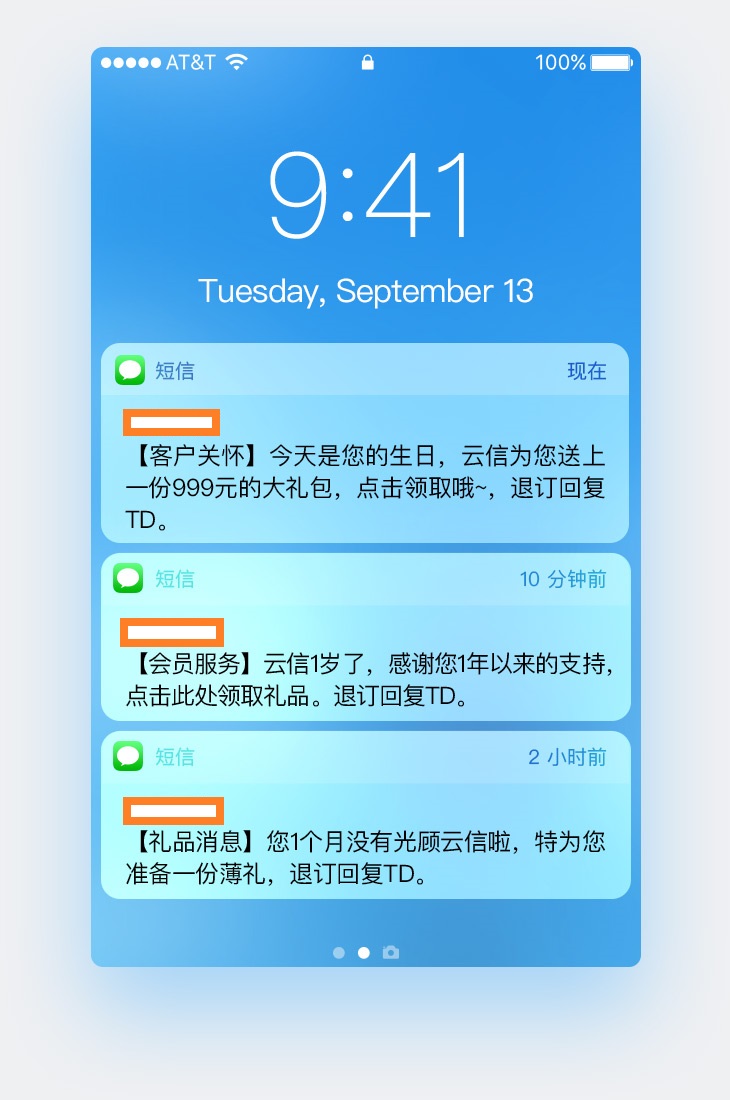 AT&T 100%
9:41
Tuesday, September 13
短信 现在
【客户关怀】今天是您的生日，云信为您送上
一份999元的大礼包，点击领取哦~，退订回复
TD。
短信 10 分钟前
【会员服务】云信1岁了，感谢您1年以来的支持,
点击此处领取礼品。退订回复TD。
短信 2 小时前
【礼品消息】您1个月没有光顾云信啦，特为您
准备一份薄礼，退订回复TD。